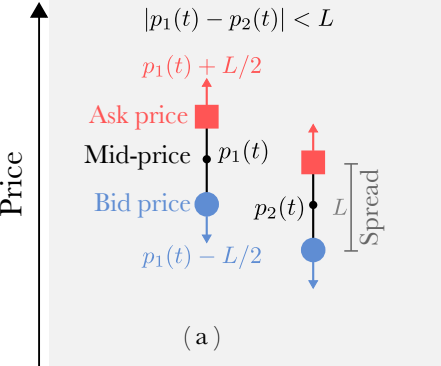 |p₁(t) − p₂(t)| < L
p₁(t) + L/2
Ask price
Mid-price p₁(t)
Bid price
p₂(t)
L
Spread
p₁(t) − L/2
Price
(a)